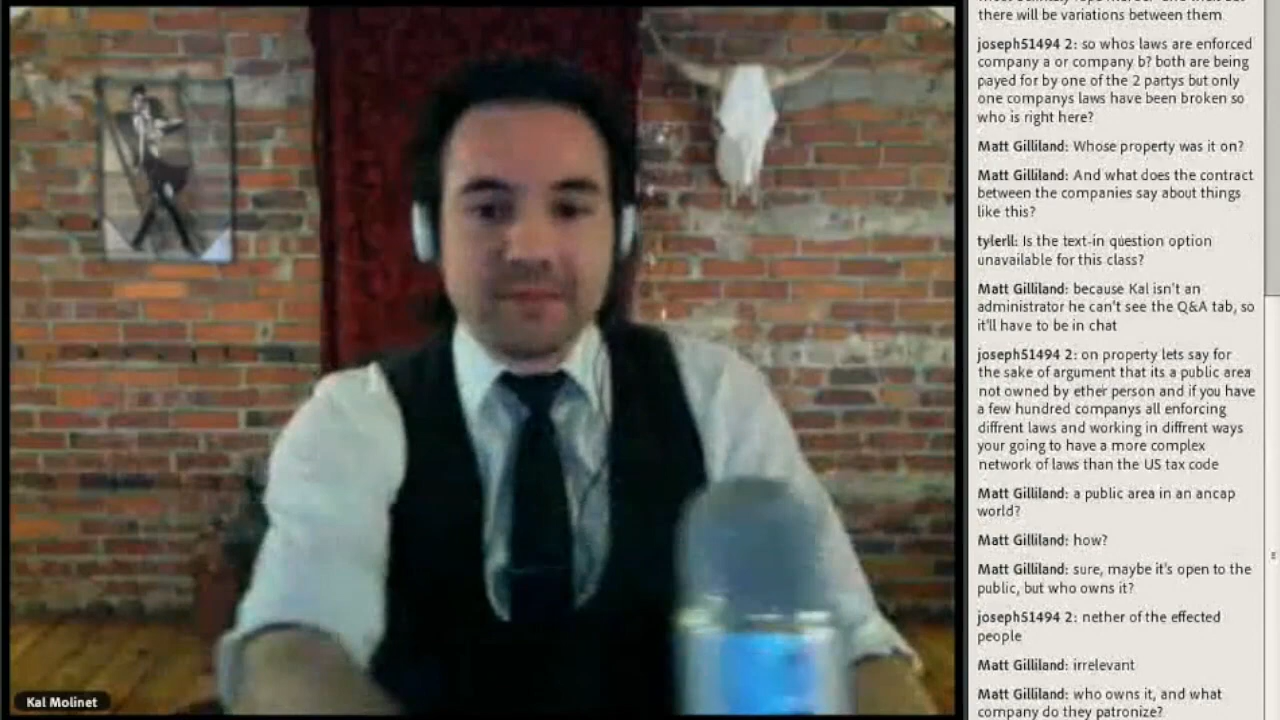 there will be variations between them
joseph51494 2: so whos laws are enforced
company a or company b? both are being
payed for by one of the 2 partys but only
one companys laws have been broken so
who is right here?
Matt Gilliland: Whose property was it on?
Matt Gilliland: And what does the contract
between the companies say about things
like this?
tylerll: Is the text-in question option
unavailable for this class?
Matt Gilliland: because Kal isn't an
administrator he can't see the Q&A tab, so
it'll have to be in chat
joseph51494 2: on property lets say for
the sake of argument that its a public area
not owned by ether person and if you have
a few hundred companys all enforcing
diffrent laws and working in diffrent ways
your going to have a more complex
network of laws than the US tax code
Matt Gilliland: a public area in an ancap
world?
Matt Gilliland: how?
Matt Gilliland: sure, maybe it's open to the
public, but who owns it?
joseph51494 2: nether of the effected
people
Matt Gilliland: irrelevant
Matt Gilliland: who owns it, and what
company do they patronize?
Kal Molinet